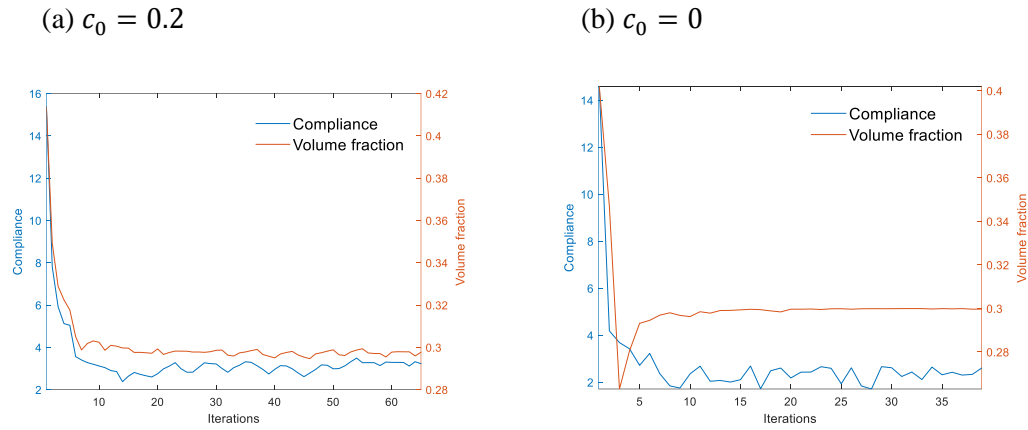 (a) c₀ = 0.2
(b) c₀ = 0
16
14
12
10
8
6
4
2
Compliance
Compliance
Volume fraction
0.42
0.4
0.38
0.36
0.34
0.32
0.3
0.28
Volume fraction
10 20 30 40 50 60
Iterations
14
12
10
8
6
4
2
Compliance
Compliance
Volume fraction
0.4
0.38
0.36
0.34
0.32
0.3
0.28
Volume fraction
5 10 15 20 25 30 35
Iterations